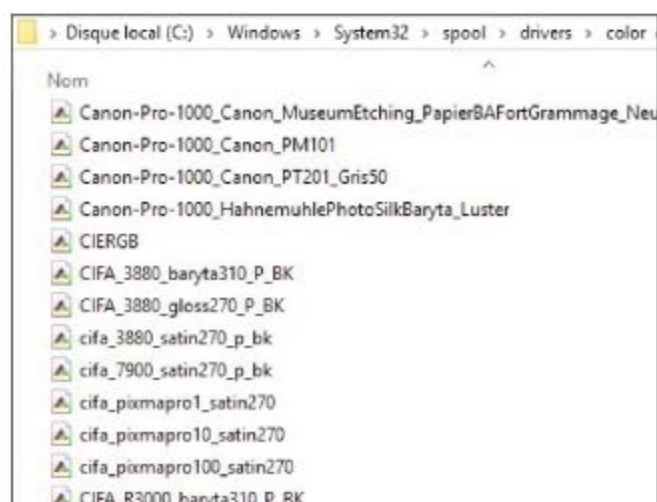 > Disque local (C:) > Windows > System32 > spool > drivers > color
Nom
Canon-Pro-1000_Canon_MuseumEtching_PapierBAFortGrammage_Neu
Canon-Pro-1000_Canon_PM101
Canon-Pro-1000_Canon_PT201_Gris50
Canon-Pro-1000_HahnemuhlePhotoSilkBaryta_Luster
CIERGB
CIFA_3880_baryta310_P_BK
CIFA_3880_gloss270_P_BK
cifa_3880_satin270_p_bk
cifa_7900_satin270_p_bk
cifa_pixmapro1_satin270
cifa_pixmapro10_satin270
cifa_pixmapro100_satin270
CIFA_R3000_baryta310_P_BK